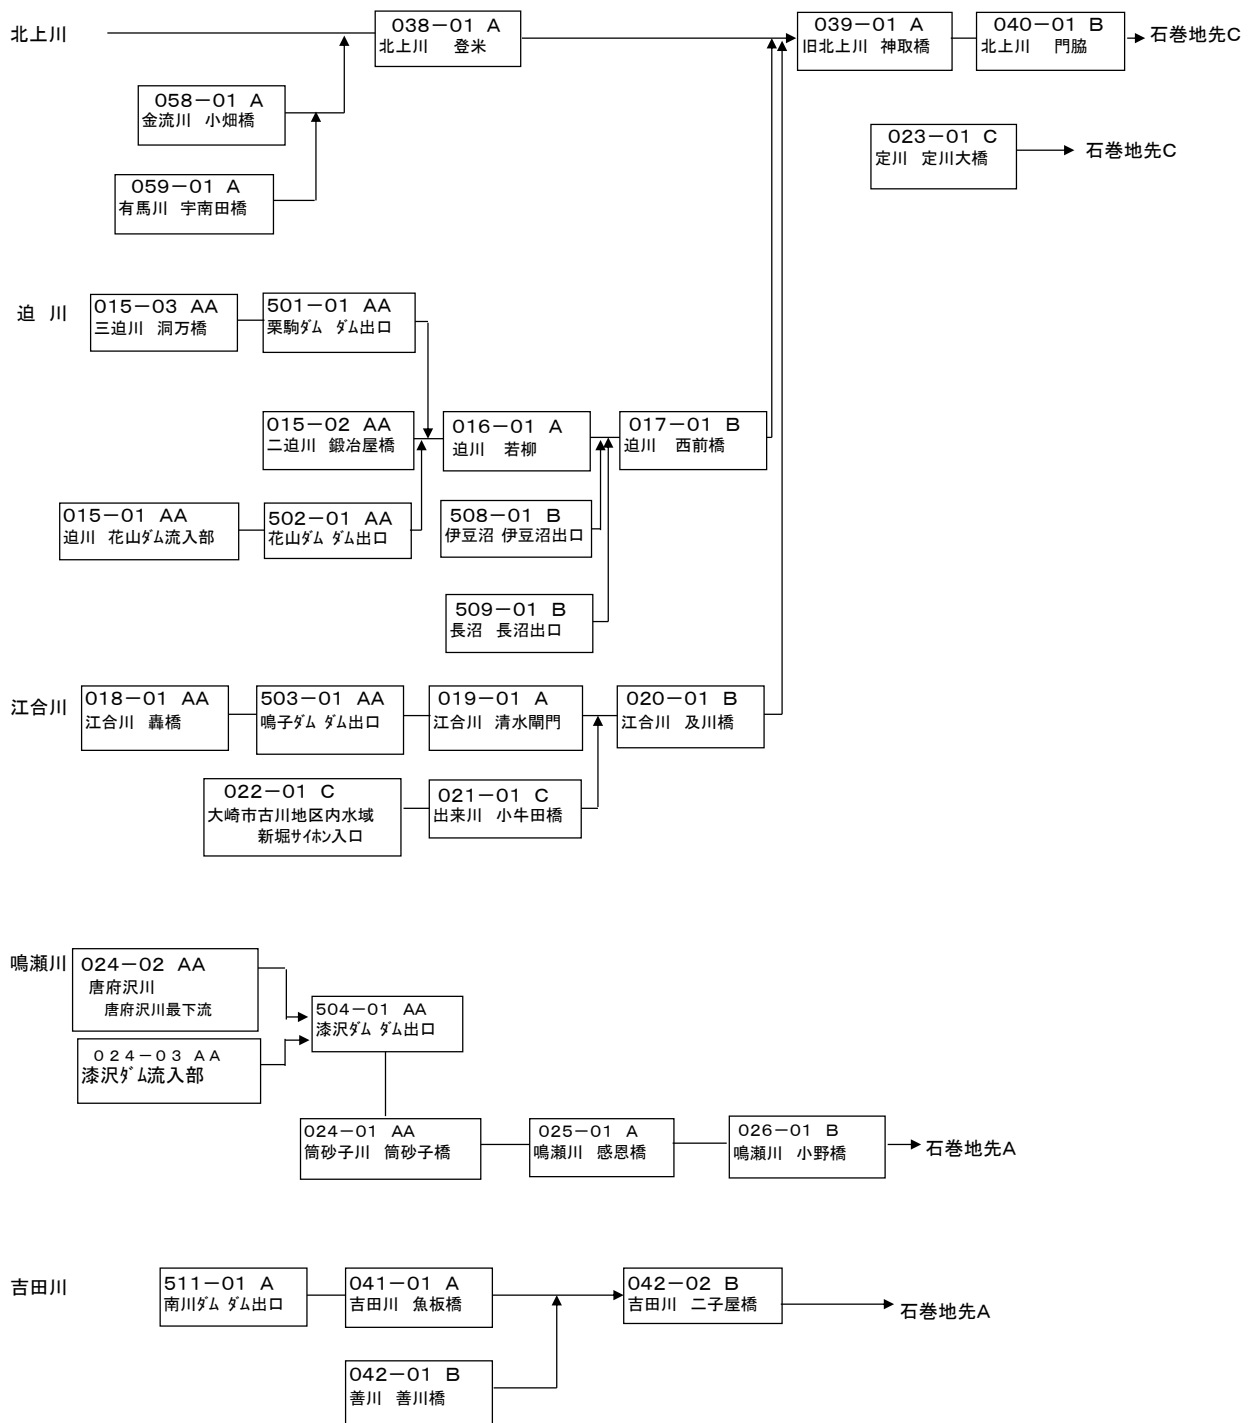 北上川
038−01 A
北上川 登米
039−01 A
旧北上川 神取橋
040−01 B
北上川 門脇
石巻地先C
058−01 A
金流川 小畑橋
023−01 C
定川 定川大橋
石巻地先C
059−01 A
有馬川 宇南田橋
迫 川
015−03 AA
三迫川 洞万橋
501−01 AA
栗駒ダム ダム出口
015−02 AA
二迫川 鍛冶屋橋
016−01 A
迫川 若柳
017−01 B
迫川 西前橋
015−01 AA
迫川 花山ダム流入部
502−01 AA
花山ダム ダム出口
508−01 B
伊豆沼 伊豆沼出口
509−01 B
長沼 長沼出口
江合川
018−01 AA
江合川 轟橋
503−01 AA
鳴子ダム ダム出口
019−01 A
江合川 清水閘門
020−01 B
江合川 及川橋
022−01 C
大崎市古川地区内水域
新堀サイホン入口
021−01 C
出来川 小牛田橋
鳴瀬川
024−02 AA
唐府沢川
唐府沢川最下流
504−01 AA
漆沢ダム ダム出口
024−03 AA
漆沢ダム流入部
024−01 AA
筒砂子川 筒砂子橋
025−01 A
鳴瀬川 感恩橋
026−01 B
鳴瀬川 小野橋
石巻地先A
吉田川
511−01 A
南川ダム ダム出口
041−01 A
吉田川 魚板橋
042−02 B
吉田川 二子屋橋
石巻地先A
042−01 B
善川 善川橋